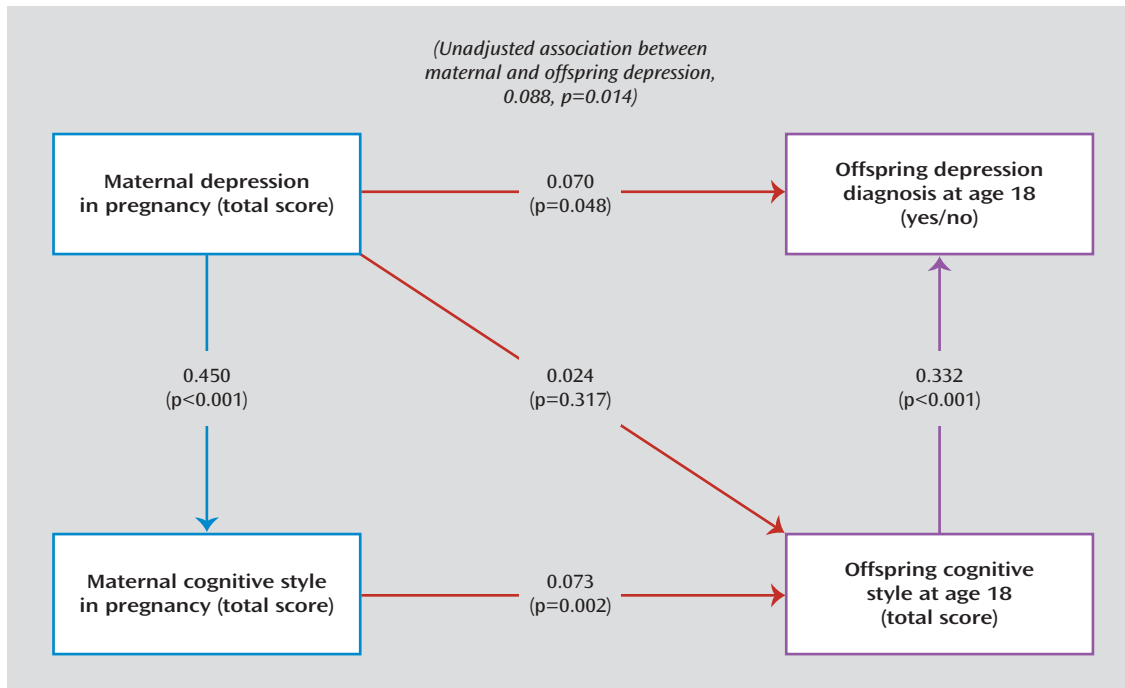 (Unadjusted association between
maternal and offspring depression,
0.088, p=0.014)
Maternal depression
in pregnancy (total score)
0.070
(p=0.048)
Offspring depression
diagnosis at age 18
(yes/no)
0.450
(p<0.001)
0.024
(p=0.317)
0.332
(p<0.001)
Maternal cognitive style
in pregnancy (total score)
0.073
(p=0.002)
Offspring cognitive
style at age 18
(total score)